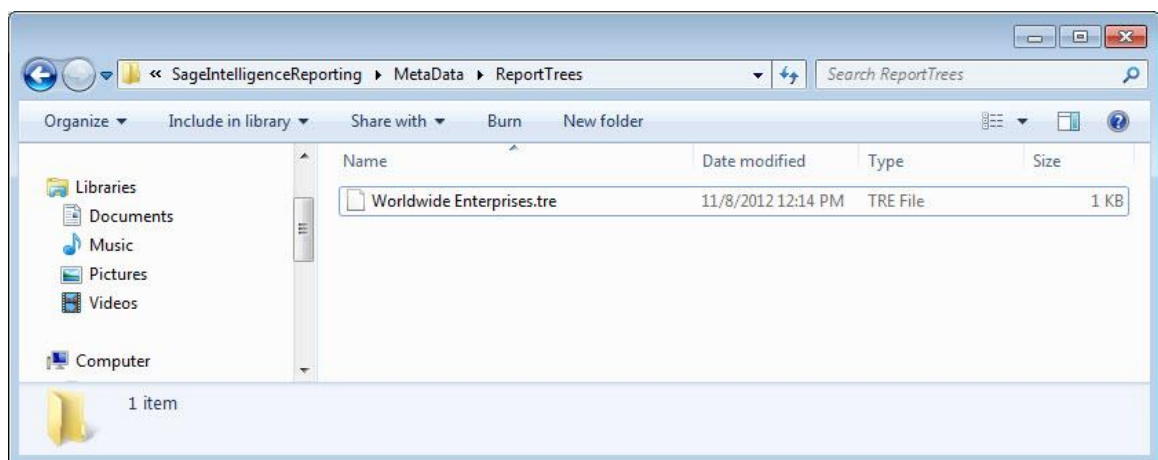 « SageIntelligenceReporting ▸ MetaData ▸ ReportTrees Search ReportTrees
Organize Include in library Share with Burn New folder
Name Date modified Type Size
Libraries
Worldwide Enterprises.tre 11/8/2012 12:14 PM TRE File 1 KB
Documents
Music
Pictures
Videos
Computer
1 item